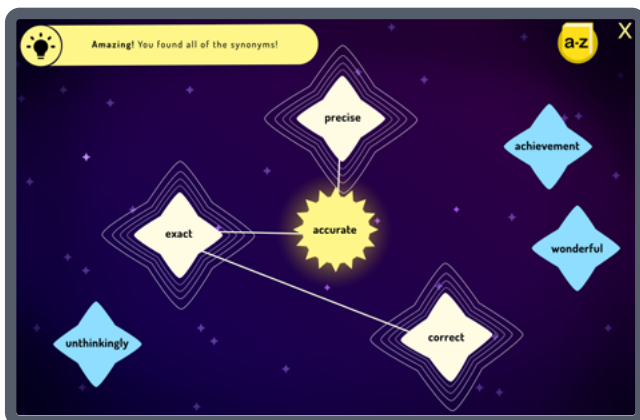 Amazing! You found all of the synonyms!
a-z
X
precise
achievement
exact
accurate
wonderful
unthinkingly
correct